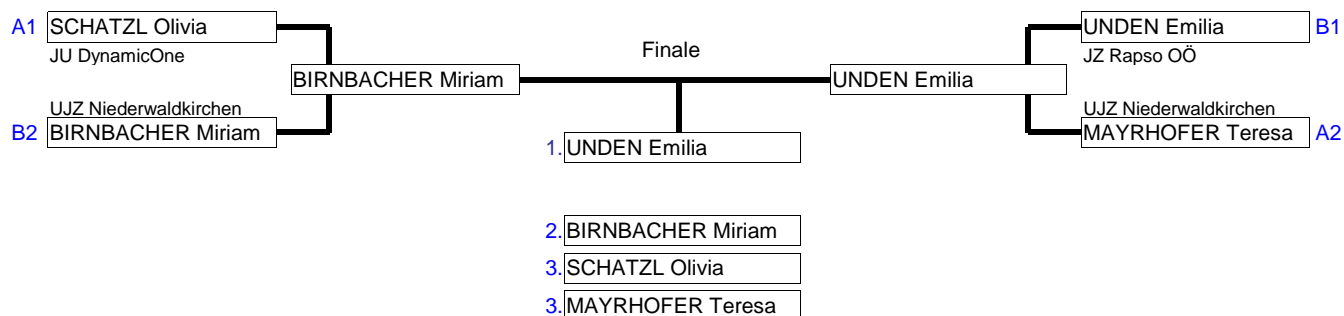 A1 SCHATZL Olivia UNDEN Emilia B1
JU DynamicOne Finale JZ Rapso OÖ
BIRNBACHER Miriam UNDEN Emilia
UJZ Niederwaldkirchen UJZ Niederwaldkirchen
B2 BIRNBACHER Miriam MAYRHOFER Teresa A2
1. UNDEN Emilia
2. BIRNBACHER Miriam
3. SCHATZL Olivia
3. MAYRHOFER Teresa